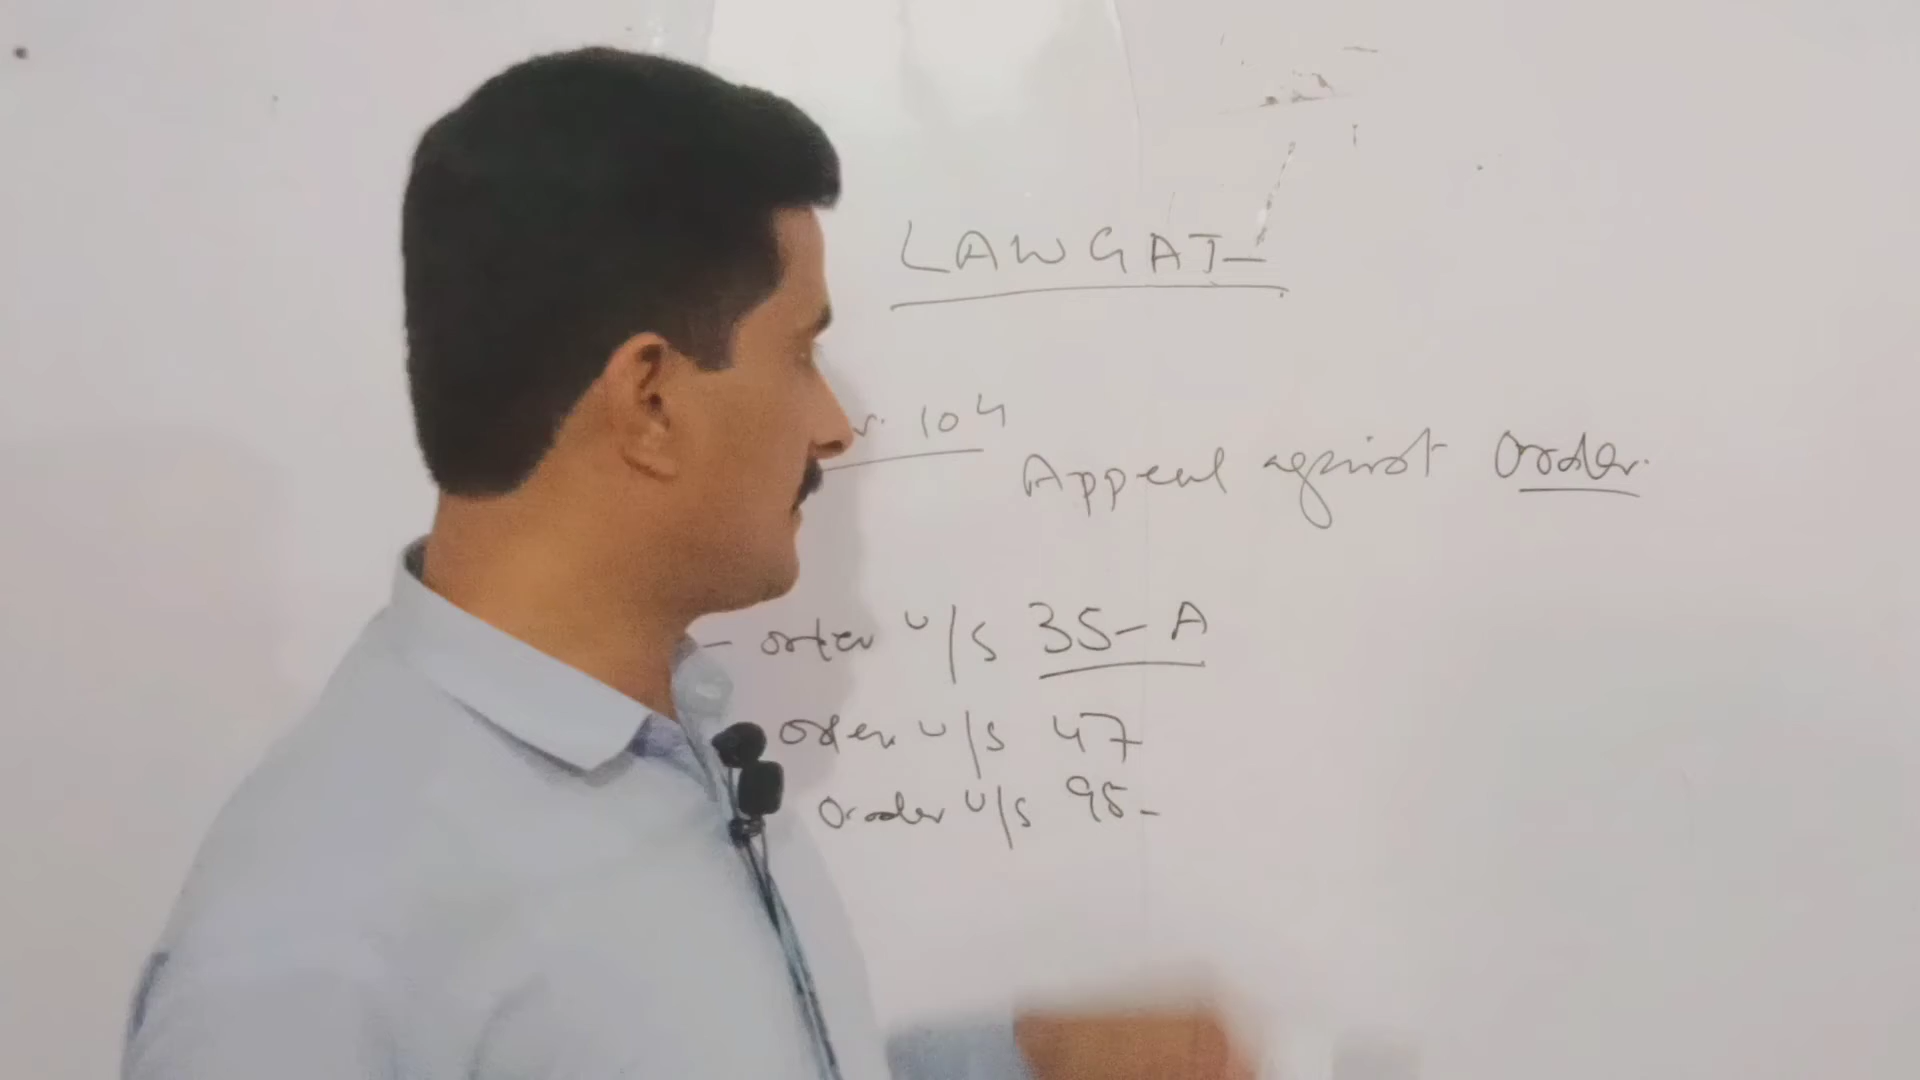 LAWGAT
104
Appeal against Order.
- order u/s 35-A
order u/s 47
Order u/s 95-